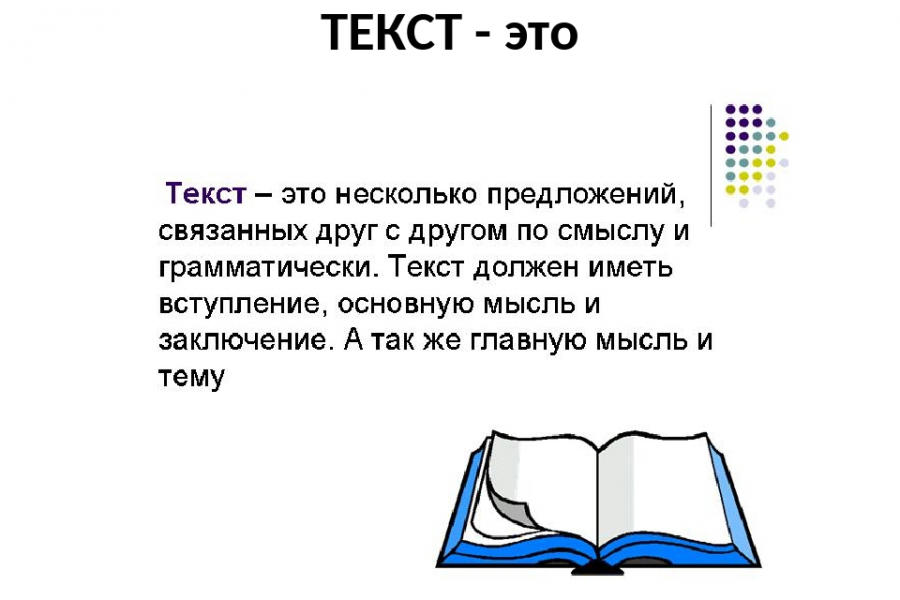 ТЕКСТ - это
Текст – это несколько предложений,
связанных друг с другом по смыслу и
грамматически. Текст должен иметь
вступление, основную мысль и
заключение. А так же главную мысль и
тему